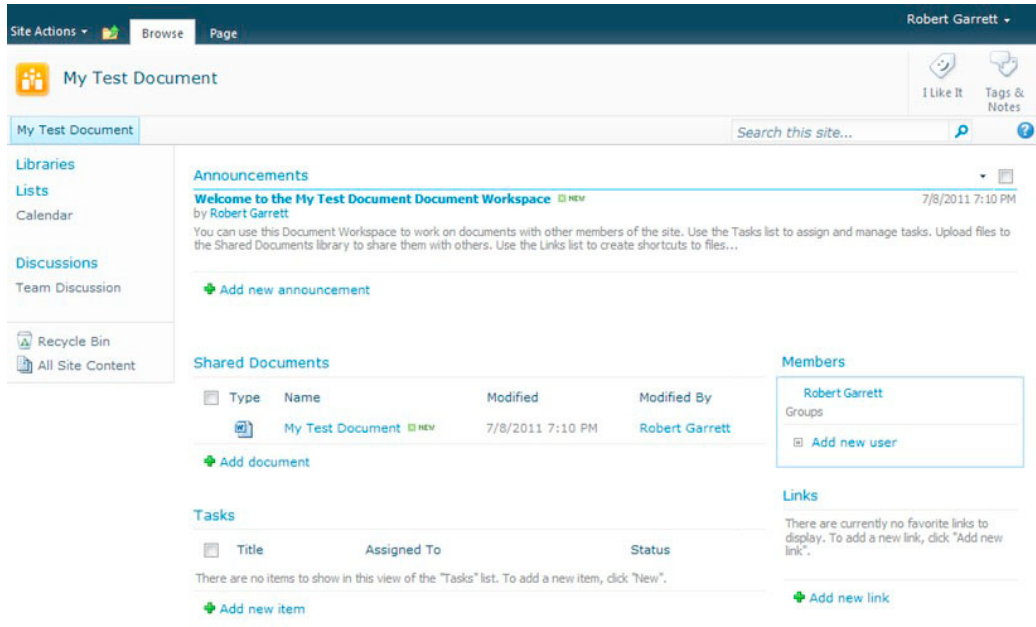 Robert Garrett
Site Actions Browse Page
My Test Document
I Like It Tags &
Notes
My Test Document Search this site...
Libraries
Lists
Calendar
Discussions
Team Discussion
Recycle Bin
All Site Content
Announcements
Welcome to the My Test Document Document Workspace NEW 7/8/2011 7:10 PM
by Robert Garrett
You can use this Document Workspace to work on documents with other members of the site. Use the Tasks list to assign and manage tasks. Upload files to
the Shared Documents library to share them with others. Use the Links list to create shortcuts to files...
Add new announcement
Shared Documents
Type Name Modified Modified By
My Test Document NEW 7/8/2011 7:10 PM Robert Garrett
Add document
Tasks
Title Assigned To Status
There are no items to show in this view of the "Tasks" list. To add a new item, click "New".
Add new item
Members
Robert Garrett
Groups
Add new user
Links
There are currently no favorite links to
display. To add a new link, click "Add new
link".
Add new link